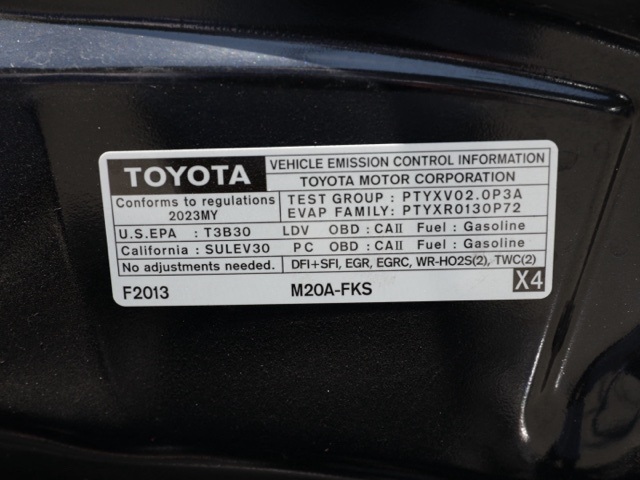 TOYOTA
VEHICLE EMISSION CONTROL INFORMATION
TOYOTA MOTOR CORPORATION
Conforms to regulations
2023MY
TEST GROUP : PTYXV02.0P3A
EVAP FAMILY: PTYXR0130P72
U.S.EPA : T3B30 LDV OBD : CAII Fuel : Gasoline
California : SULEV30 PC OBD : CAII Fuel : Gasoline
No adjustments needed. DFI+SFI, EGR, EGRC, WR-HO2S(2), TWC(2)
F2013 M20A-FKS X4